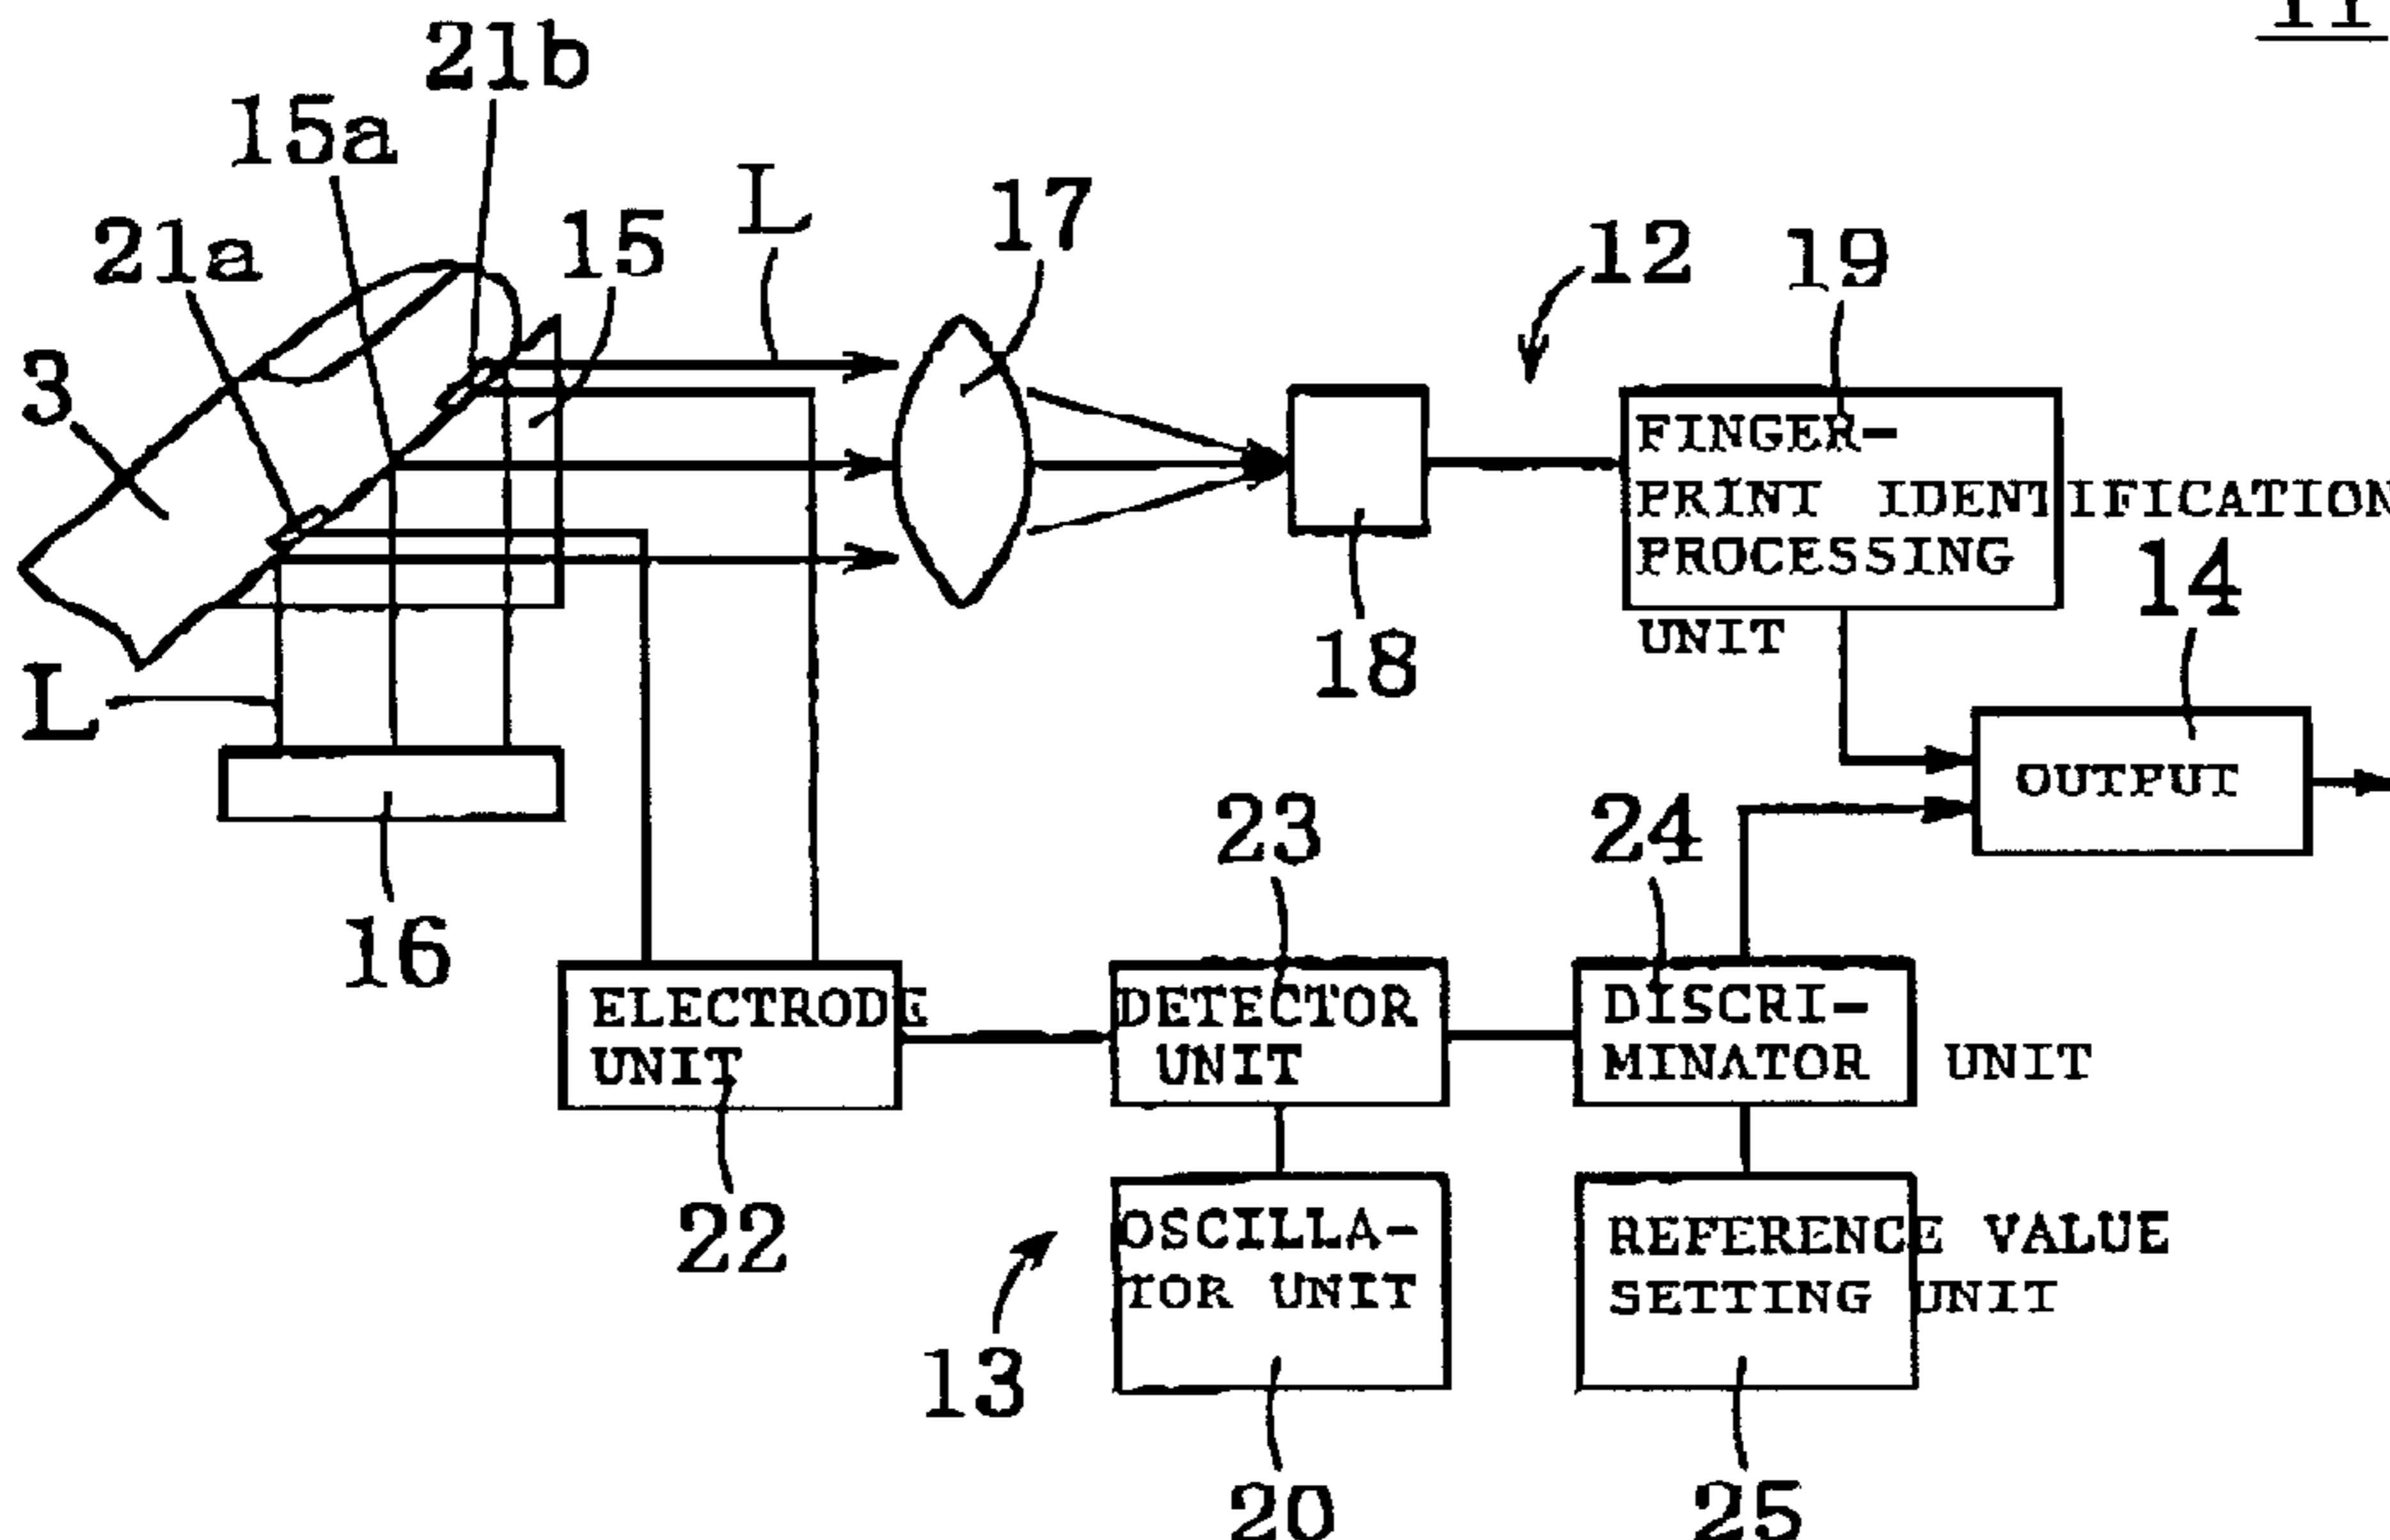 21b
15a
L
17
21a
15
12
19
3
FINGER-
PRINT IDENTIFICATION
PROCESSING
UNIT
14
18
L
OUTPUT
23
24
16
ELECTRODE
UNIT
DETECTOR
UNIT
DISCRI-
MINATOR UNIT
22
OSCILLA-
TOR UNIT
REFERENCE VALUE
SETTING UNIT
13
20
25